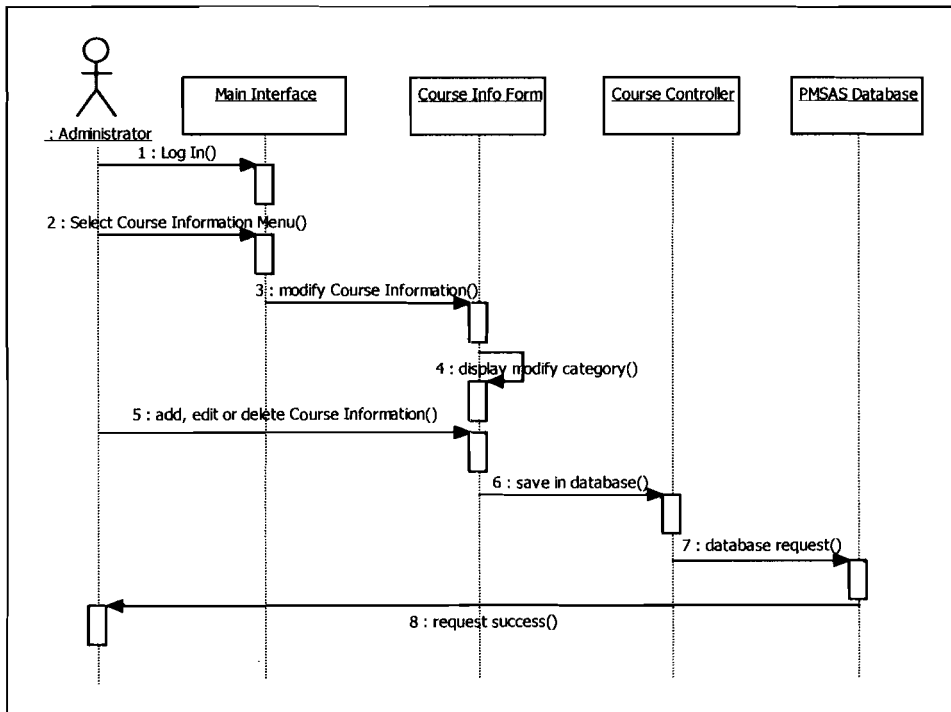 Main Interface
Course Info Form
Course Controller
PMSAS Database
: Administrator
1 : Log In()
2 : Select Course Information Menu()
3 : modify Course Information()
4 : display modify category()
5 : add, edit or delete Course Information()
6 : save in database()
7 : database request()
8 : request success()